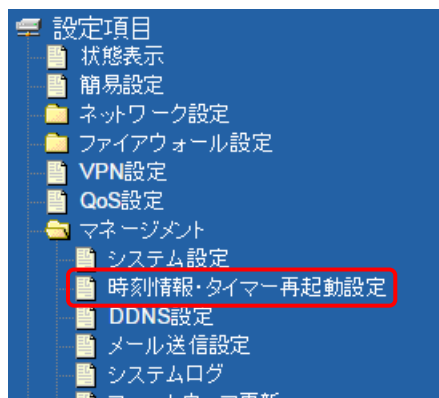 設定項目
状態表示
簡易設定
ネットワーク設定
ファイアウォール設定
VPN設定
QoS設定
マネージメント
システム設定
時刻情報・タイマー再起動設定
DDNS設定
メール送信設定
システムログ